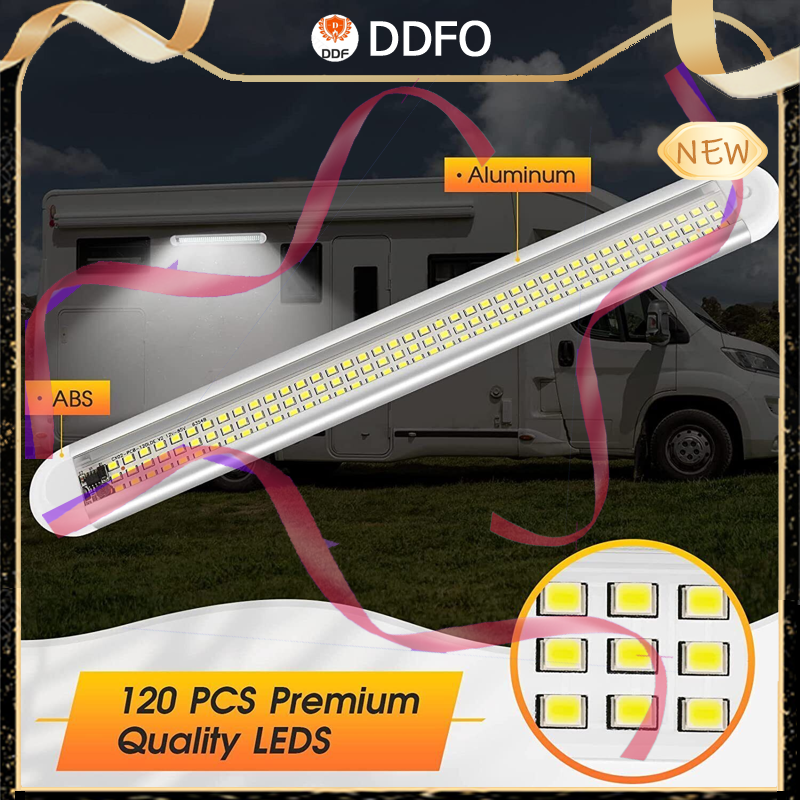 DDF
DDFO
NEW
• Aluminum
• ABS
120 PCS Premium
Quality LEDS